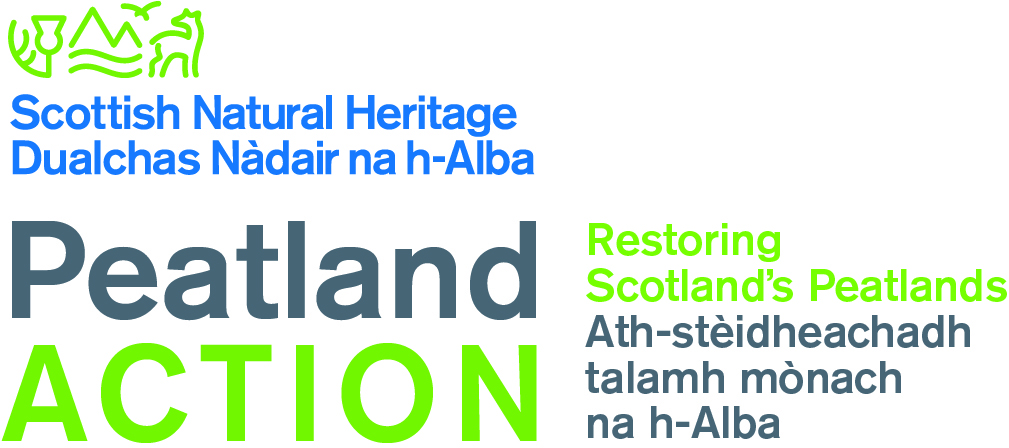 Scottish Natural Heritage
Dualchas Nàdair na h-Alba
Peatland
ACTION
Restoring
Scotland’s Peatlands
Ath-stèidheachadh
talamh mònach
na h-Alba